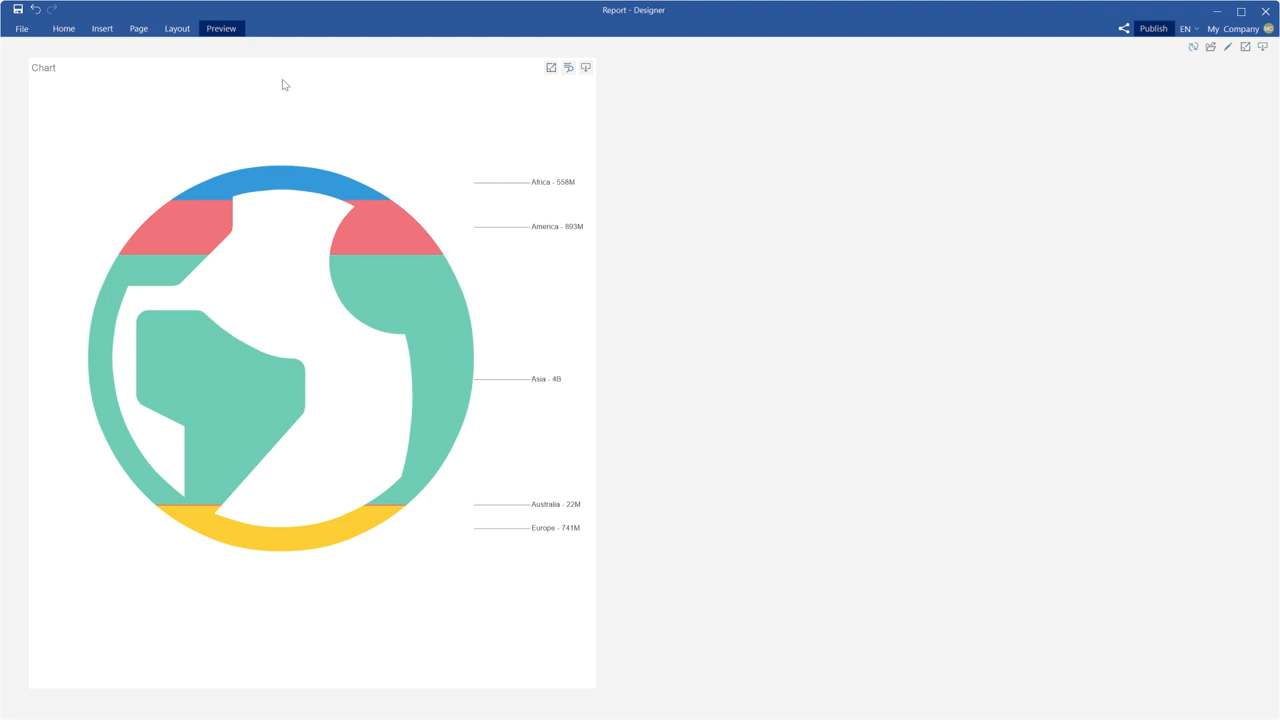 Report - Designer
File Home Insert Page Layout Preview Publish EN My Company MC
Chart
Africa - 558M
America - 893M
Asia - 4B
Australia - 22M
Europe - 741M